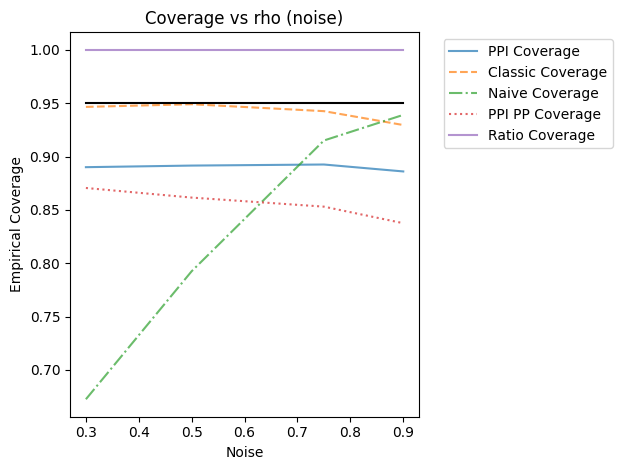 Coverage vs rho (noise)
1.00
0.95
0.90
0.85
0.80
0.75
0.70
Empirical Coverage
0.3
0.4
0.5
0.6
0.7
0.8
0.9
Noise
PPI Coverage
Classic Coverage
Naive Coverage
PPI PP Coverage
Ratio Coverage